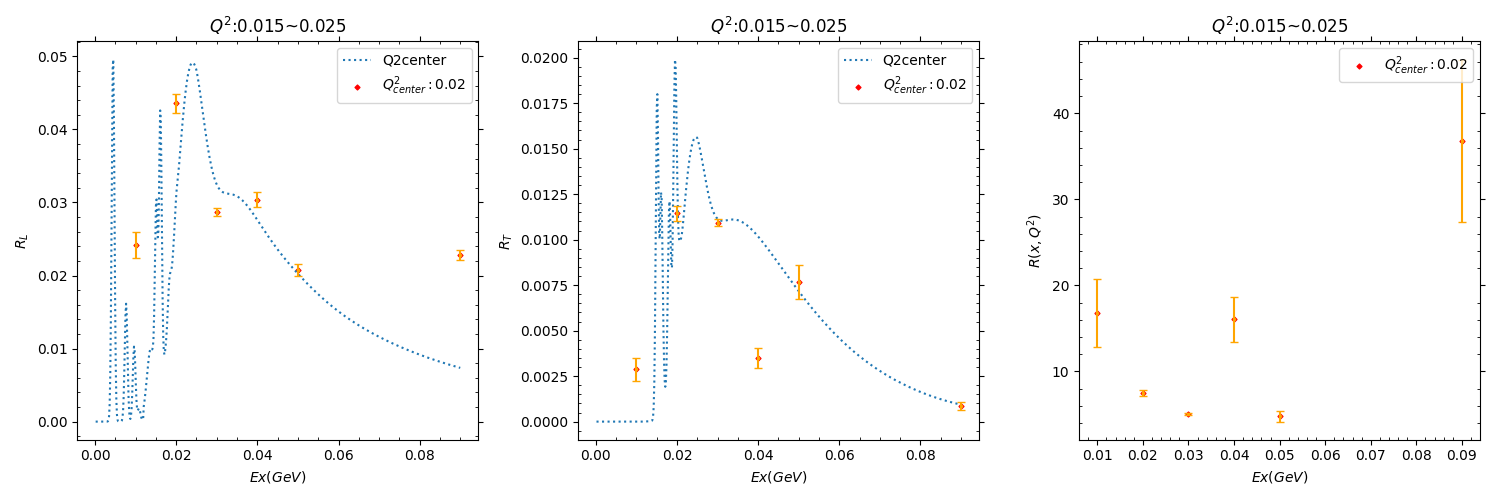 Q²:0.015~0.025
0.05
0.04
0.03
0.02
0.01
0.00
R_L
Q2center
Q²_center : 0.02
0.00 0.02 0.04 0.06 0.08
Ex(GeV)
Q²:0.015~0.025
0.0200
0.0175
0.0150
0.0125
0.0100
0.0075
0.0050
0.0025
0.0000
R_T
Q2center
Q²_center : 0.02
0.00 0.02 0.04 0.06 0.08
Ex(GeV)
Q²:0.015~0.025
40
30
20
10
R(x, Q²)
Q²_center : 0.02
0.01 0.02 0.03 0.04 0.05 0.06 0.07 0.08 0.09
Ex(GeV)